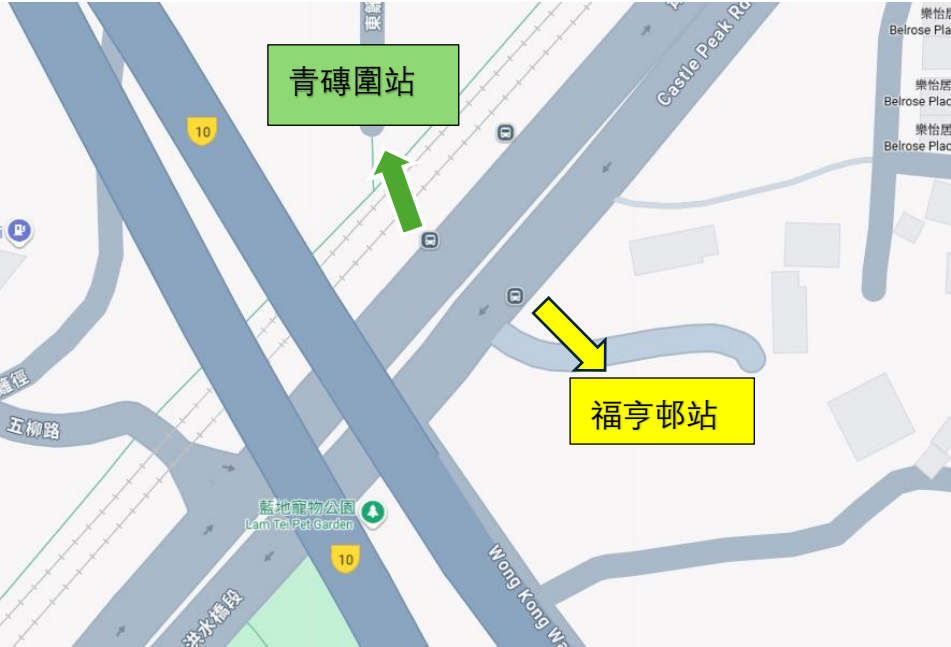 樂怡居
Belrose Pla
Castle Peak Rd
青磚圍站
10
樂怡居
Belrose Plac
樂怡居
Belrose Plac
福亨邨站
五柳路
藍地寵物公園
Lam Tei Pet Garden
10
Wong Kong Wa
洪水橋段